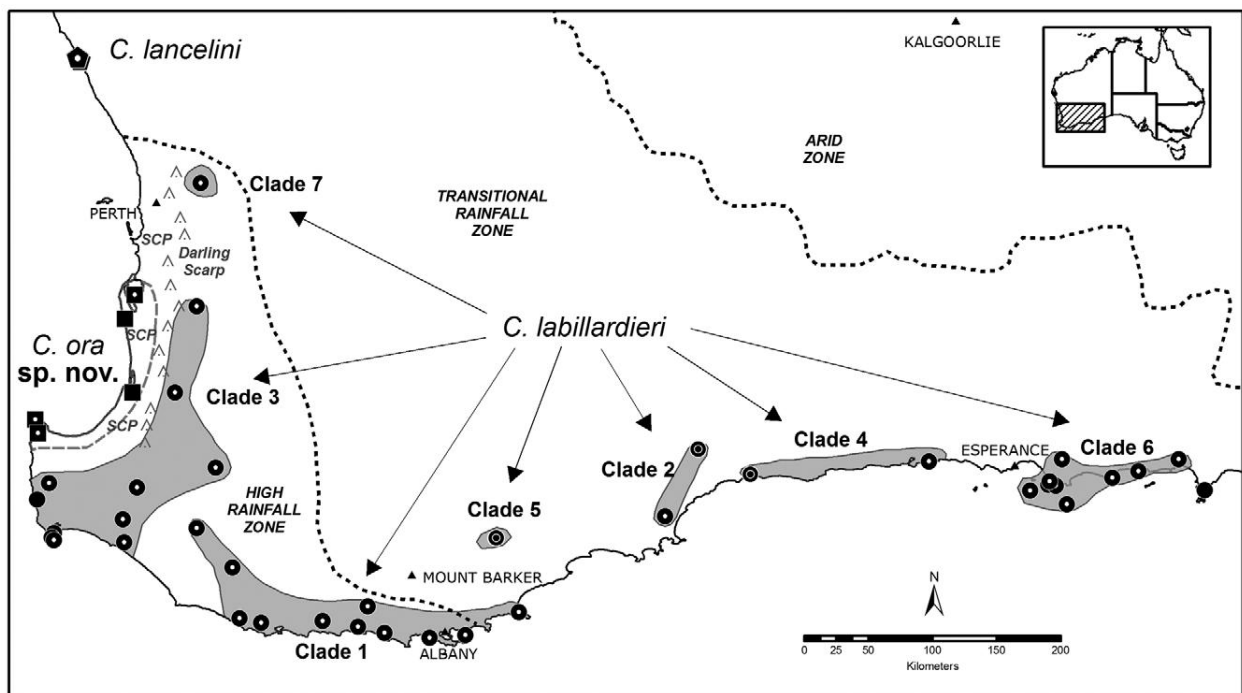 C. lancelini
KALGOORLIE
ARID
ZONE
Clade 7
TRANSITIONAL
RAINFALL
ZONE
PERTH
SCP
Darling
Scarp
C. labillardieri
SCP
C. ora
sp. nov.
Clade 3
SCP
Clade 4
ESPERANCE
Clade 6
Clade 2
HIGH
RAINFALL
ZONE
Clade 5
MOUNT BARKER
N
Clade 1
ALBANY
0 25 50 100 150 200
Kilometers